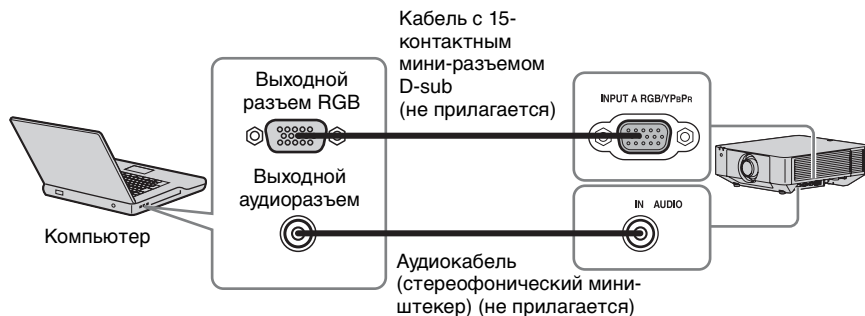 Кабель с 15-
контактным
мини-разъемом
D-sub
(не прилагается)
Выходной
разъем RGB
INPUT A RGB/YPBPR
Выходной
аудиоразъем
IN AUDIO
Компьютер
Аудиокабель
(стереофонический мини-
штекер) (не прилагается)